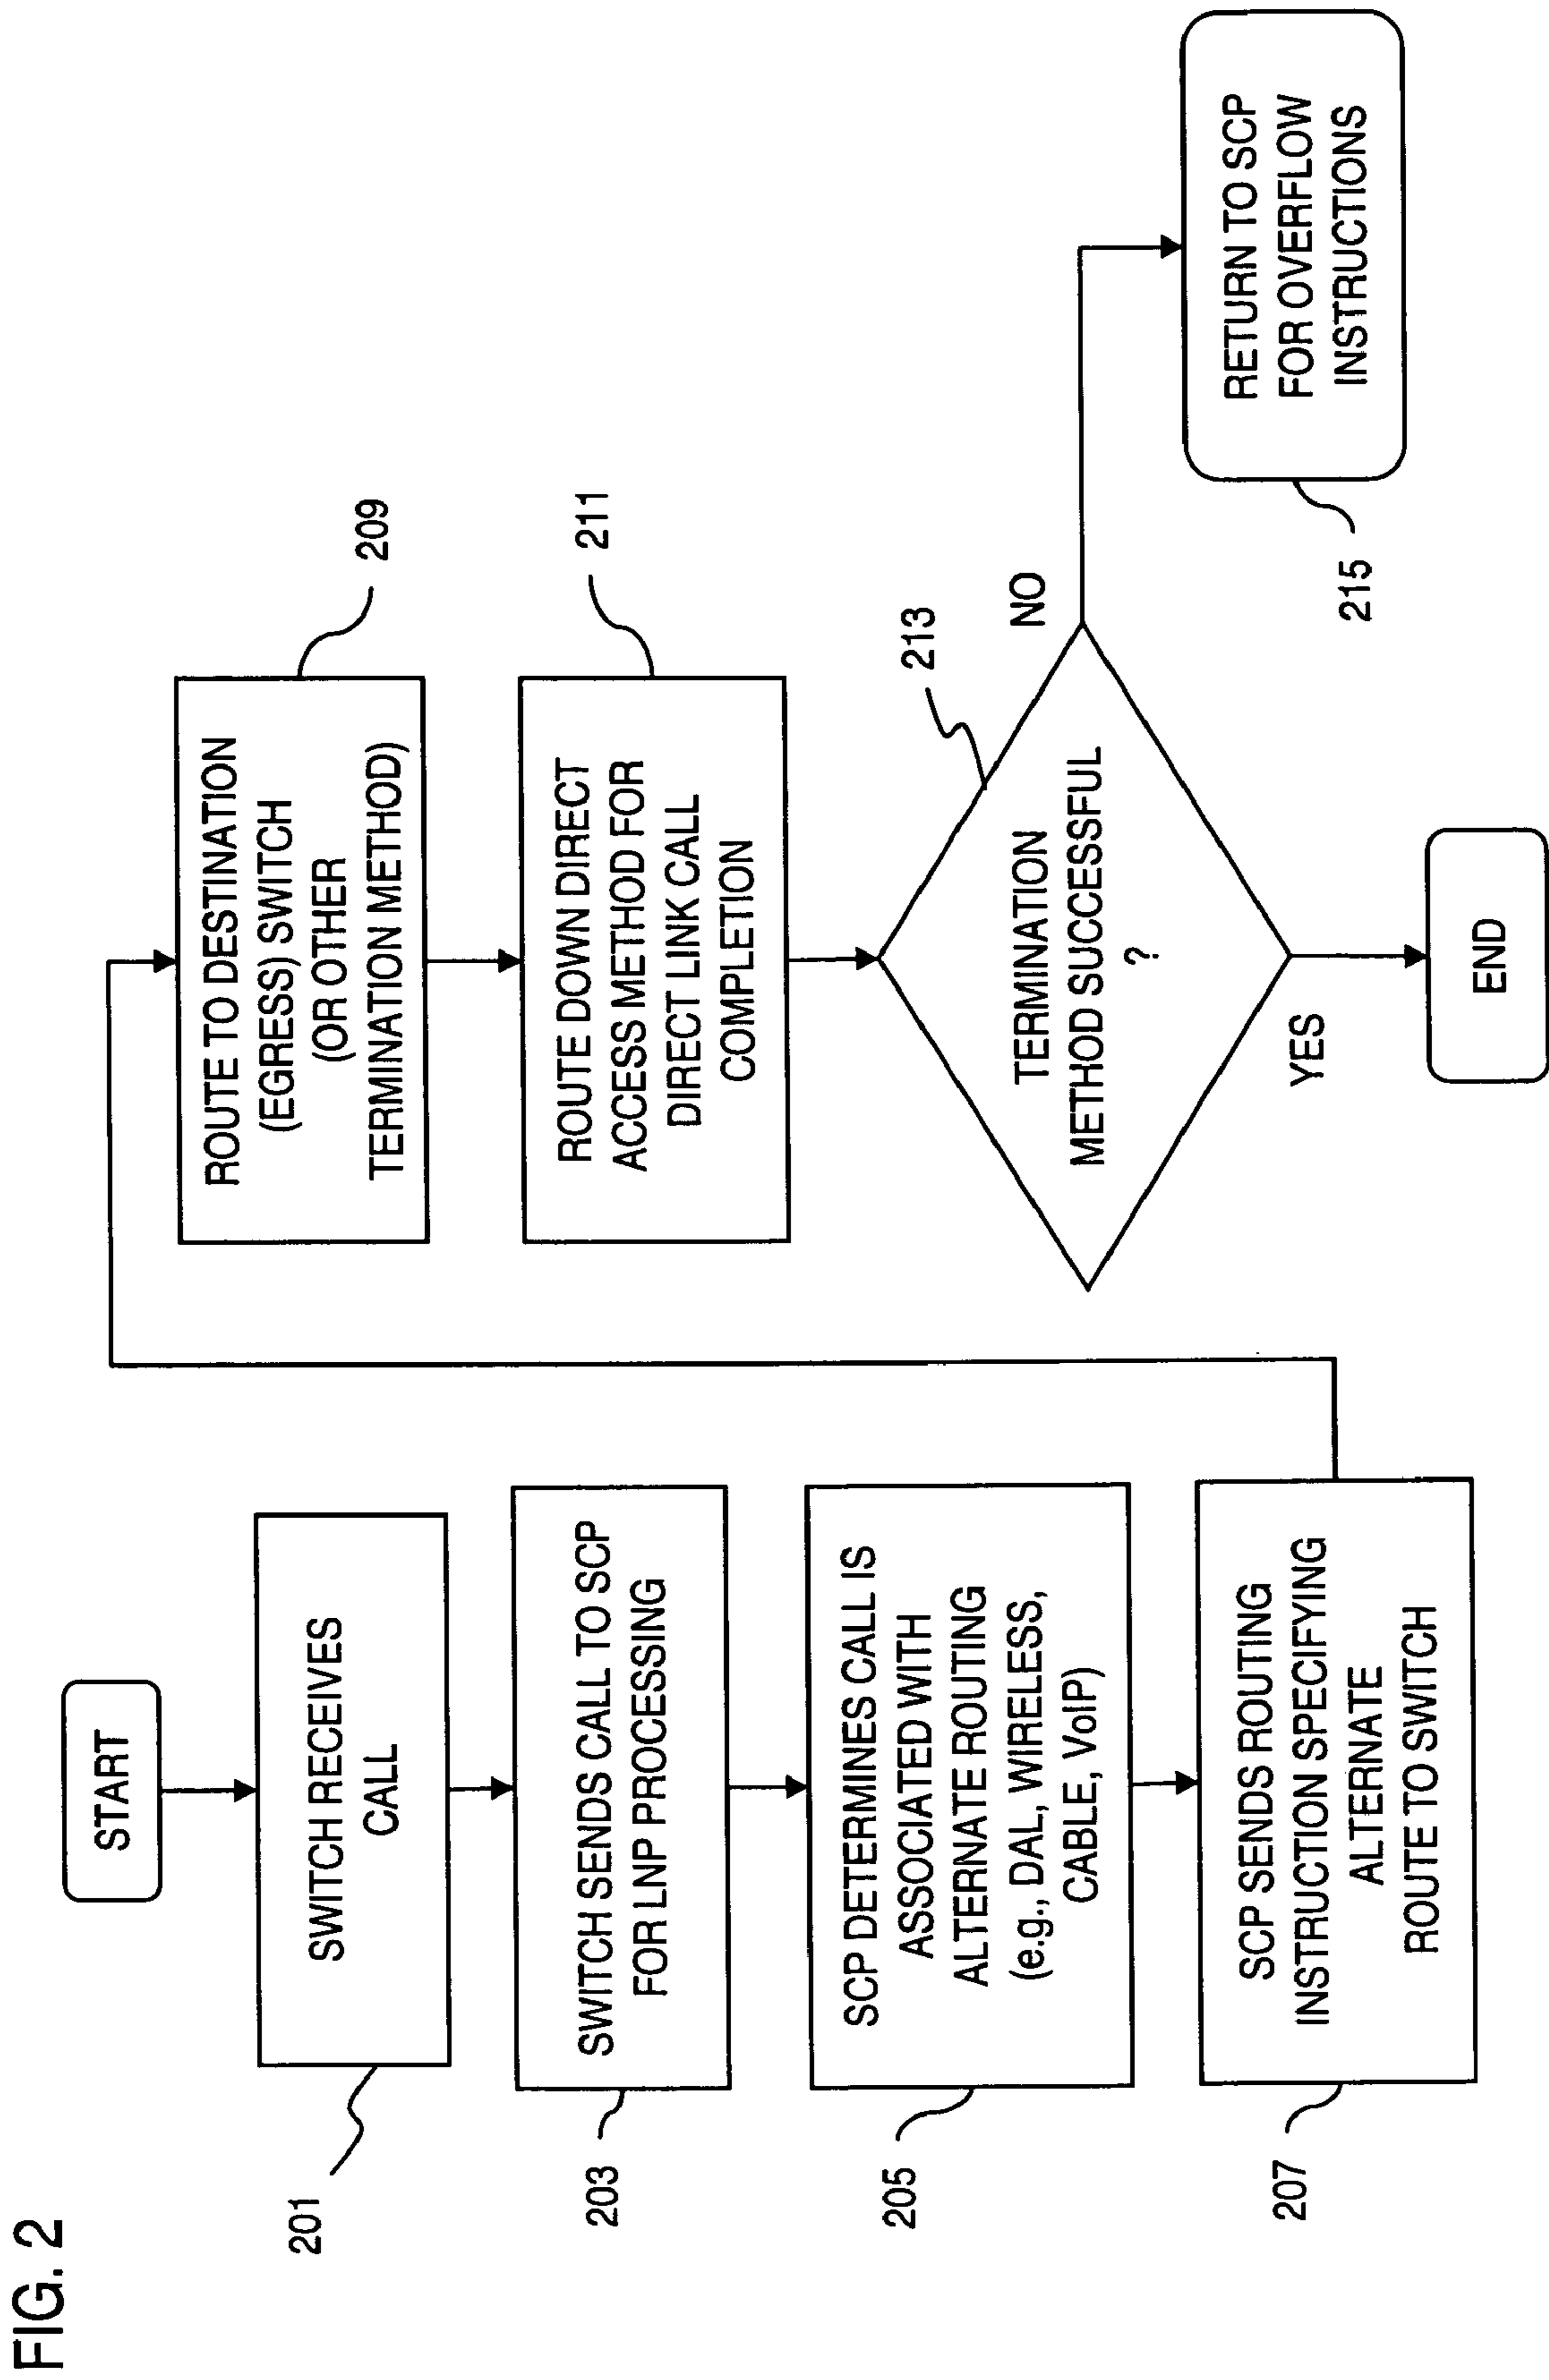 FIG. 2
START
SWITCH RECEIVES
CALL
201
SWITCH SENDS CALL TO SCP
FOR LNP PROCESSING
203
SCP DETERMINES CALL IS
ASSOCIATED WITH
ALTERNATE ROUTING
(e.g., DAL, WIRELESS,
CABLE, VoIP)
205
SCP SENDS ROUTING
INSTRUCTION SPECIFYING
ALTERNATE
ROUTE TO SWITCH
207
ROUTE TO DESTINATION
(EGRESS) SWITCH
(OR OTHER
TERMINATION METHOD)
209
ROUTE DOWN DIRECT
ACCESS METHOD FOR
DIRECT LINK CALL
COMPLETION
211
TERMINATION
METHOD SUCCESSFUL
?
213
NO
YES
RETURN TO SCP
FOR OVERFLOW
INSTRUCTIONS
215
END